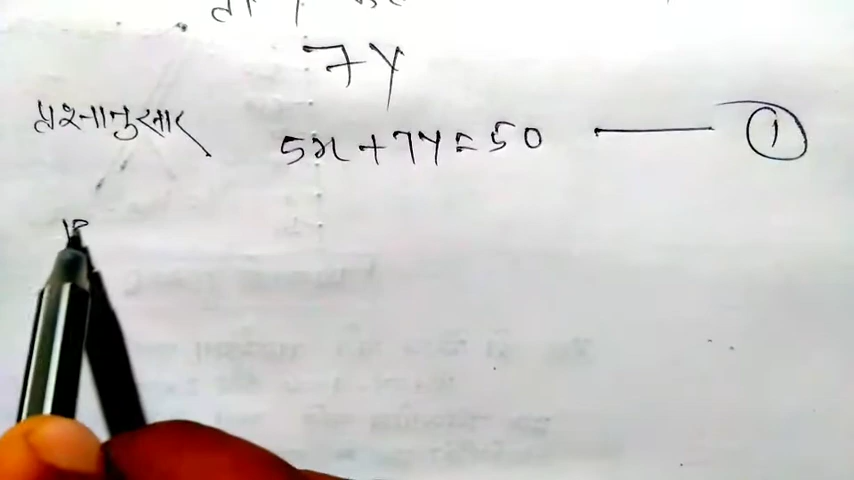 7y
प्रश्नानुसार 5x + 7y = 50 ——— ①